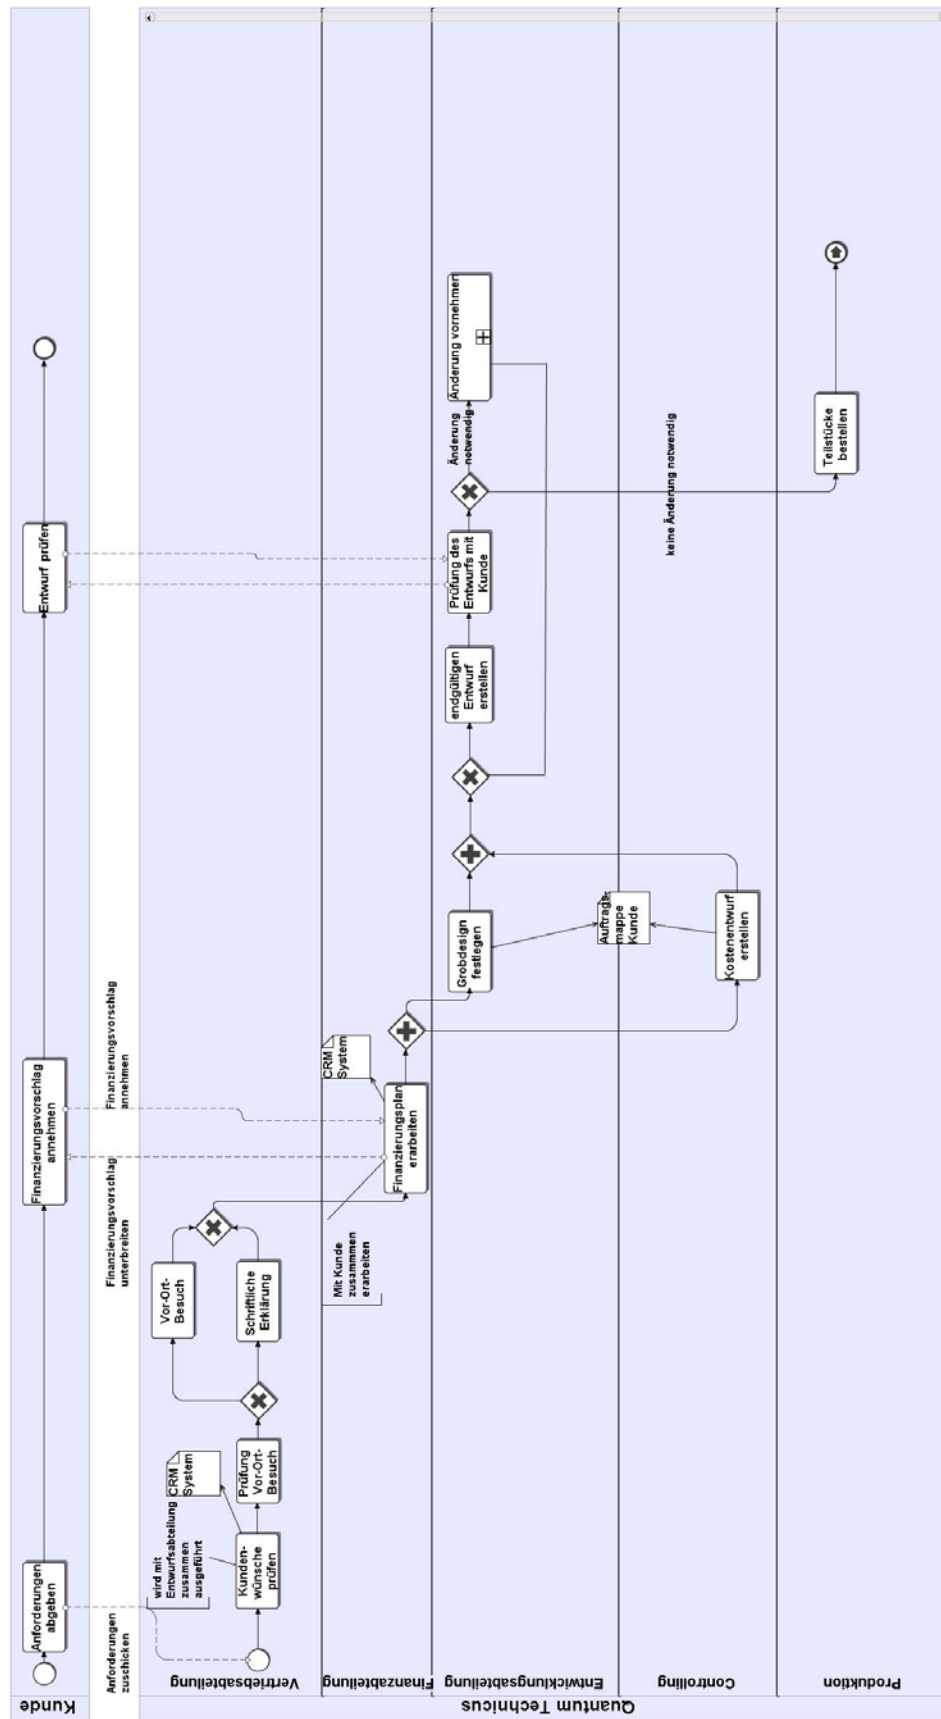 Kunde
Anforderungen
abgeben
Finanzierungsvorschlag
annehmen
Entwurf prüfen
Anforderungen
zuschicken
Finanzierungsvorschlag
unterbreiten
Finanzierungsvorschlag
annehmen
Quantum Technicus
Vertriebsabteilung
wird mit
Entwurfsabteilung
zusammen
ausgeführt
CRM
System
Kunden-
wünsche
prüfen
Prüfung
Vor-Ort-
Besuch
Vor-Ort-
Besuch
Schriftliche
Erklärung
Finanzabteilung
Mit Kunde
zusammmen
erarbeiten
CRM
System
Finanzierungsplan
erarbeiten
Entwicklungsabteilung
Grobdesign
festlegen
endgültigen
Entwurf
erstellen
Prüfung des
Entwurfs mit
Kunde
Änderung
notwendig
Änderung vornehmen
Auftrags-
mappe
Kunde
Controlling
Kostenentwurf
erstellen
keine Änderung notwendig
Produktion
Teilstücke
bestellen